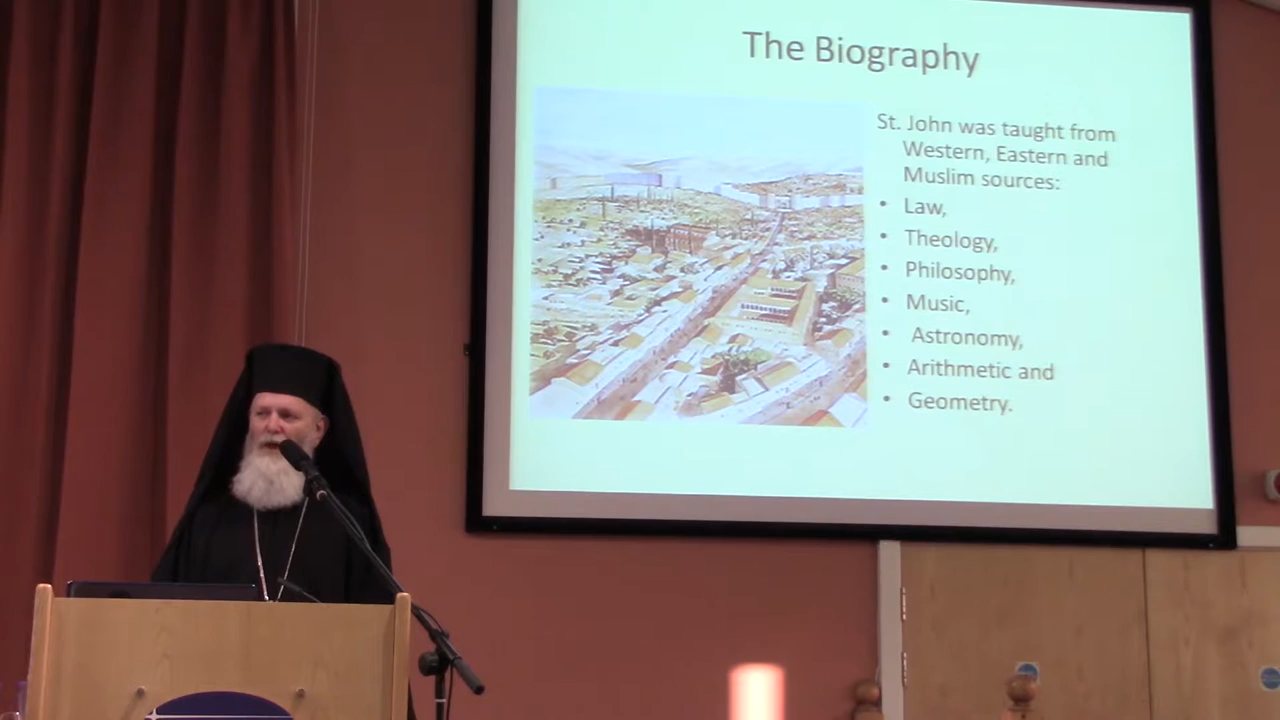 The Biography
St. John was taught from
Western, Eastern and
Muslim sources:
• Law,
• Theology,
• Philosophy,
• Music,
• Astronomy,
• Arithmetic and
• Geometry.